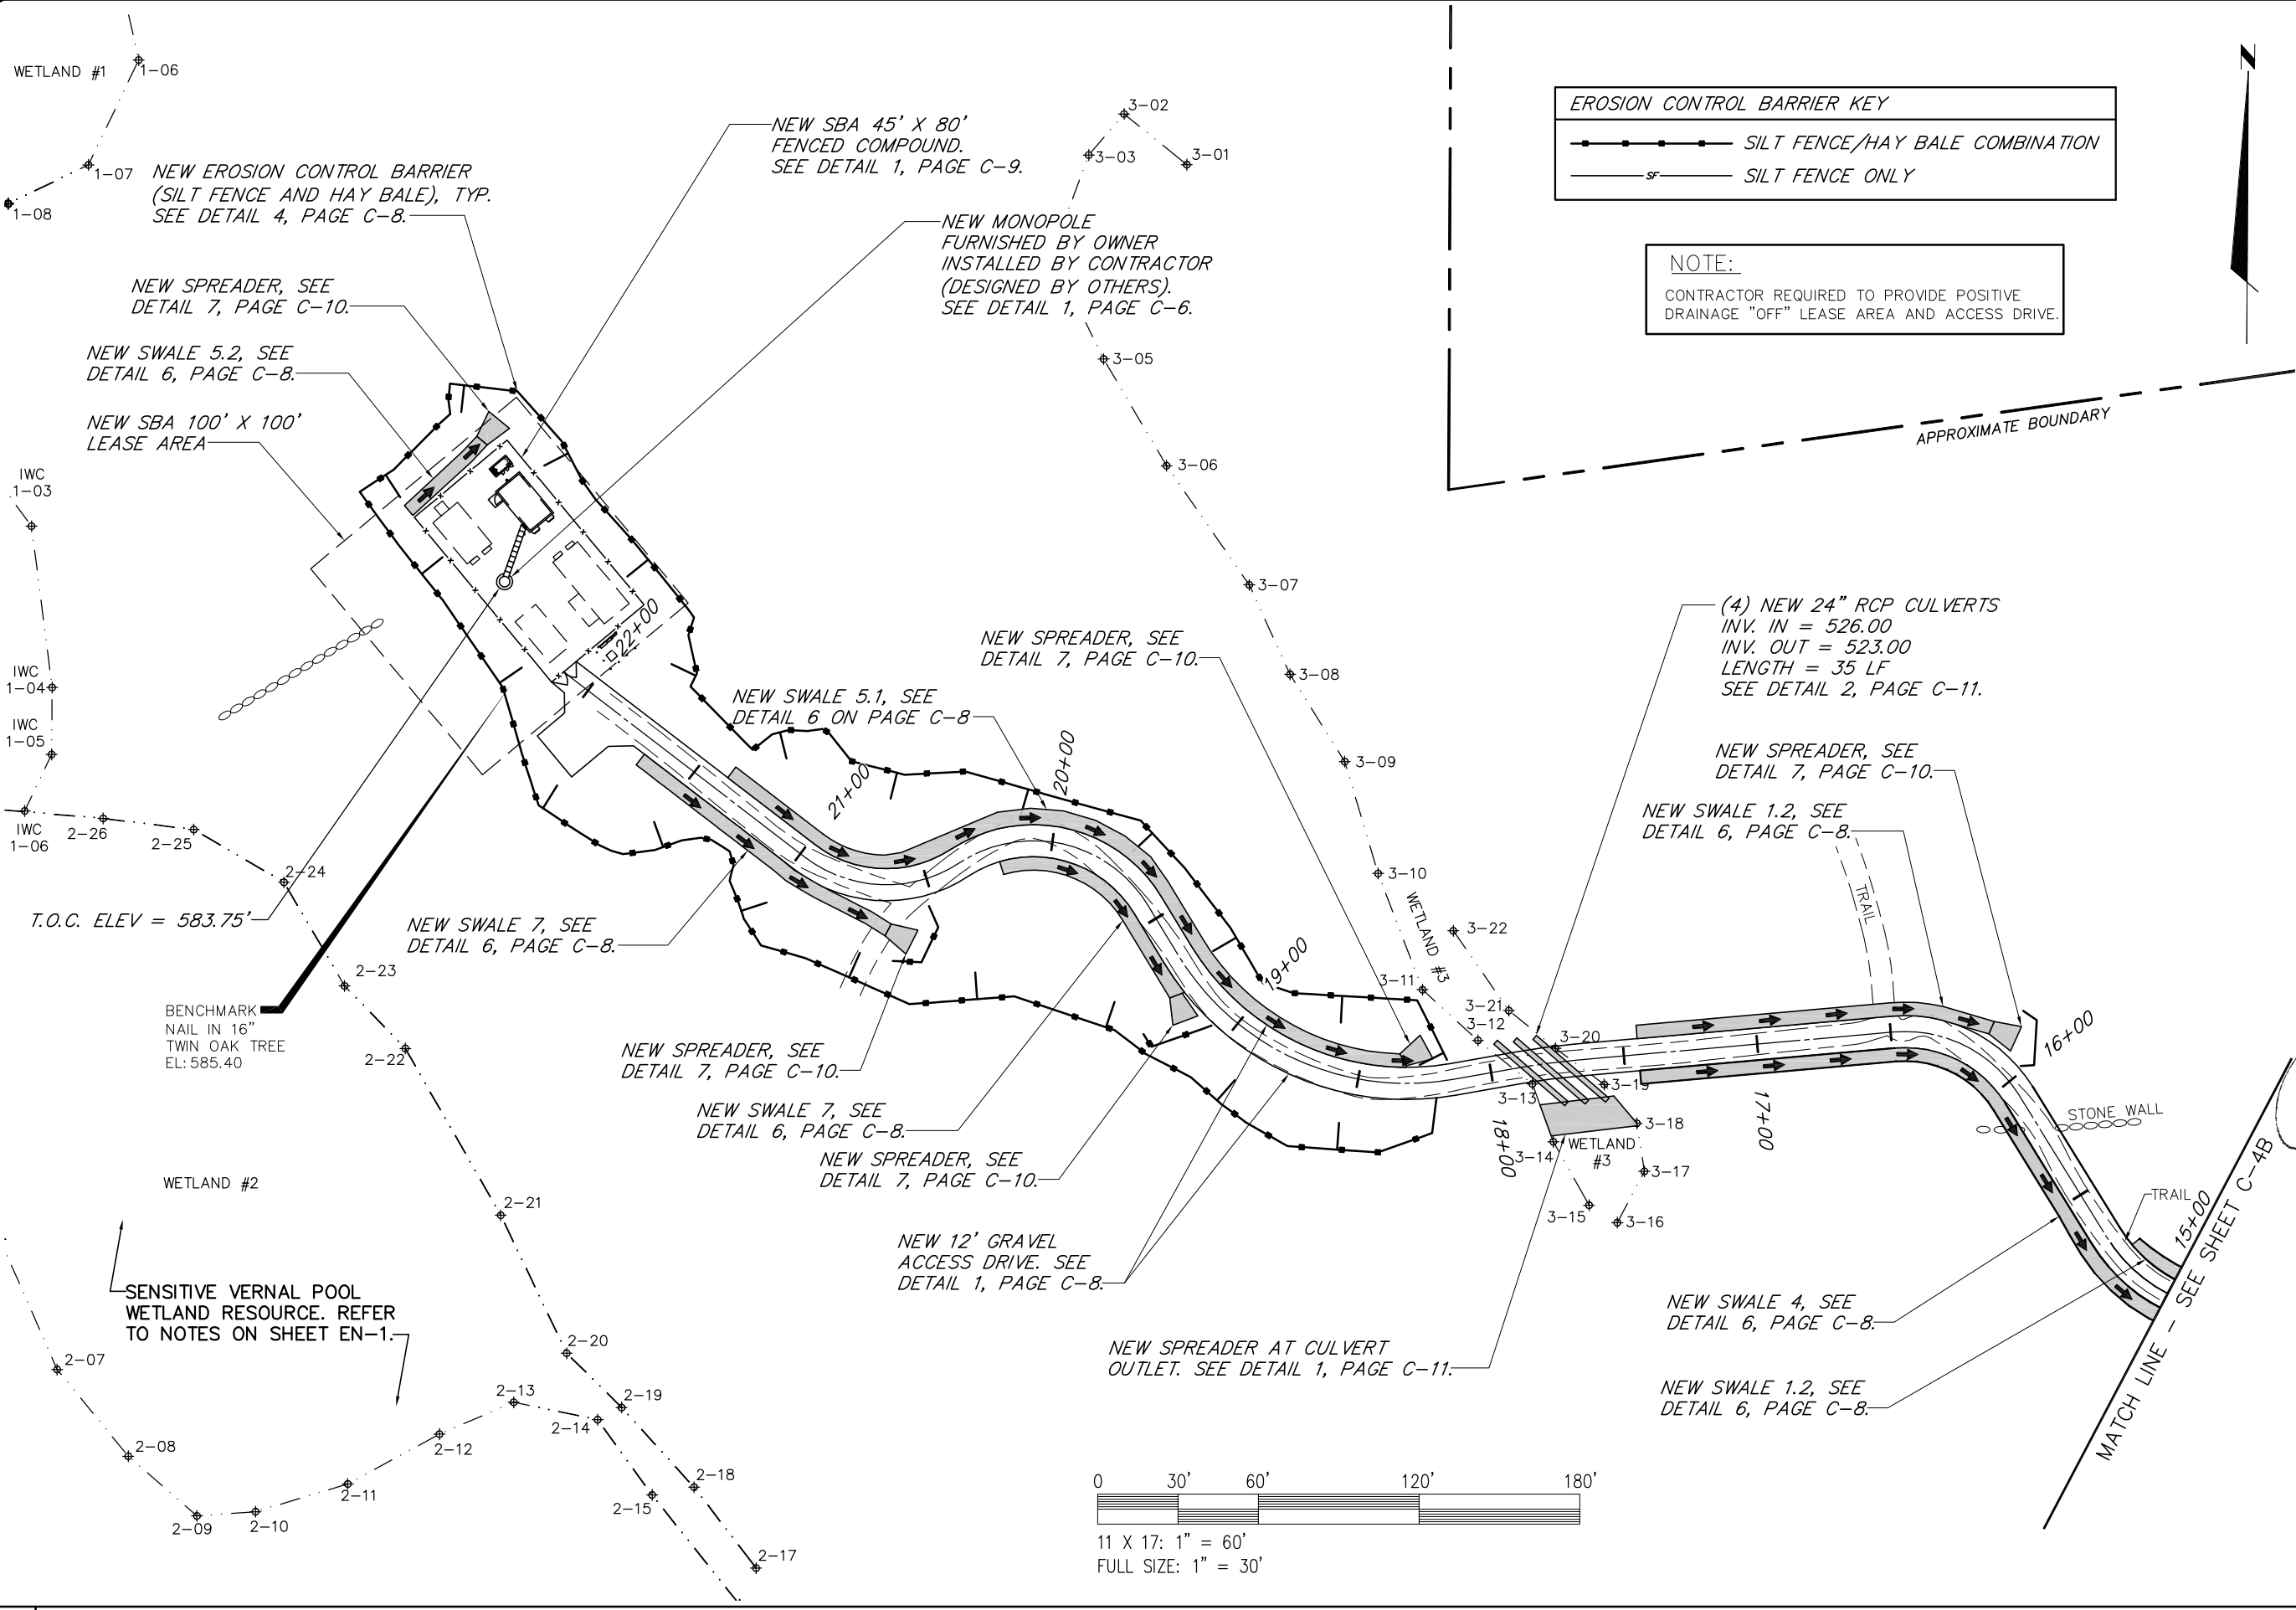 WETLAND #1
1-06
1-07
1-08
NEW EROSION CONTROL BARRIER
(SILT FENCE AND HAY BALE), TYP.
SEE DETAIL 4, PAGE C-8.
NEW SPREADER, SEE
DETAIL 7, PAGE C-10.
NEW SWALE 5.2, SEE
DETAIL 6, PAGE C-8.
NEW SBA 100' X 100'
LEASE AREA
NEW SBA 45' X 80'
FENCED COMPOUND.
SEE DETAIL 1, PAGE C-9.
NEW MONOPOLE
FURNISHED BY OWNER
INSTALLED BY CONTRACTOR
(DESIGNED BY OTHERS).
SEE DETAIL 1, PAGE C-6.
3-02
3-03
3-01
3-05
3-06
3-07
3-08
3-09
3-10
WETLAND #3
3-11
3-12
3-22
3-21
3-20
3-19
3-13
3-18
3-14
WETLAND
#3
3-17
3-15
3-16
EROSION CONTROL BARRIER KEY
SILT FENCE/HAY BALE COMBINATION
SF
SILT FENCE ONLY
N
NOTE:
CONTRACTOR REQUIRED TO PROVIDE POSITIVE
DRAINAGE "OFF" LEASE AREA AND ACCESS DRIVE.
APPROXIMATE BOUNDARY
IWC
1-03
IWC
1-04
IWC
1-05
IWC
1-06
2-26
2-25
2-24
2-23
2-22
2-21
2-20
2-19
2-18
2-17
2-13
2-14
2-15
2-12
2-11
2-10
2-09
2-08
2-07
T.O.C. ELEV = 583.75'
BENCHMARK
NAIL IN 16"
TWIN OAK TREE
EL:585.40
WETLAND #2
SENSITIVE VERNAL POOL
WETLAND RESOURCE. REFER
TO NOTES ON SHEET EN-1.
22+00
21+00
20+00
19+00
18+00
17+00
16+00
15+00
NEW SWALE 5.1, SEE
DETAIL 6 ON PAGE C-8
NEW SPREADER, SEE
DETAIL 7, PAGE C-10.
(4) NEW 24" RCP CULVERTS
INV. IN = 526.00
INV. OUT = 523.00
LENGTH = 35 LF
SEE DETAIL 2, PAGE C-11.
NEW SPREADER, SEE
DETAIL 7, PAGE C-10.
NEW SWALE 1.2, SEE
DETAIL 6, PAGE C-8.
TRAIL
NEW SWALE 7, SEE
DETAIL 6, PAGE C-8.
NEW SPREADER, SEE
DETAIL 7, PAGE C-10.
NEW SWALE 7, SEE
DETAIL 6, PAGE C-8.
NEW SPREADER, SEE
DETAIL 7, PAGE C-10.
NEW 12' GRAVEL
ACCESS DRIVE. SEE
DETAIL 1, PAGE C-8.
NEW SPREADER AT CULVERT
OUTLET. SEE DETAIL 1, PAGE C-11.
STONE WALL
TRAIL
NEW SWALE 4, SEE
DETAIL 6, PAGE C-8.
NEW SWALE 1.2, SEE
DETAIL 6, PAGE C-8.
MATCH LINE - SEE SHEET C-4B
0 30' 60' 120' 180'
11 X 17: 1" = 60'
FULL SIZE: 1" = 30'